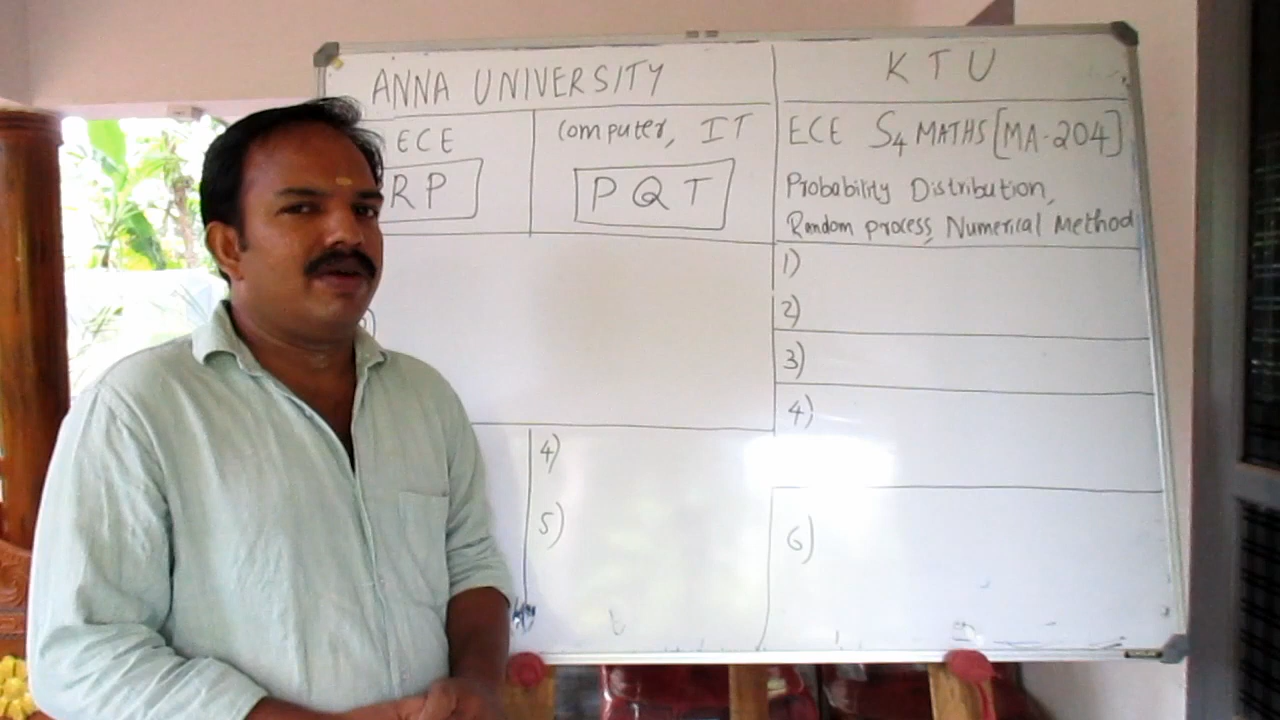 ANNA UNIVERSITY
K T U
ECE
Computer, IT
ECE S4 MATHS [MA-204]
RP
PQT
Probability Distribution,
Random process, Numerical Method
1)
2)
3)
4)
4)
5)
6)